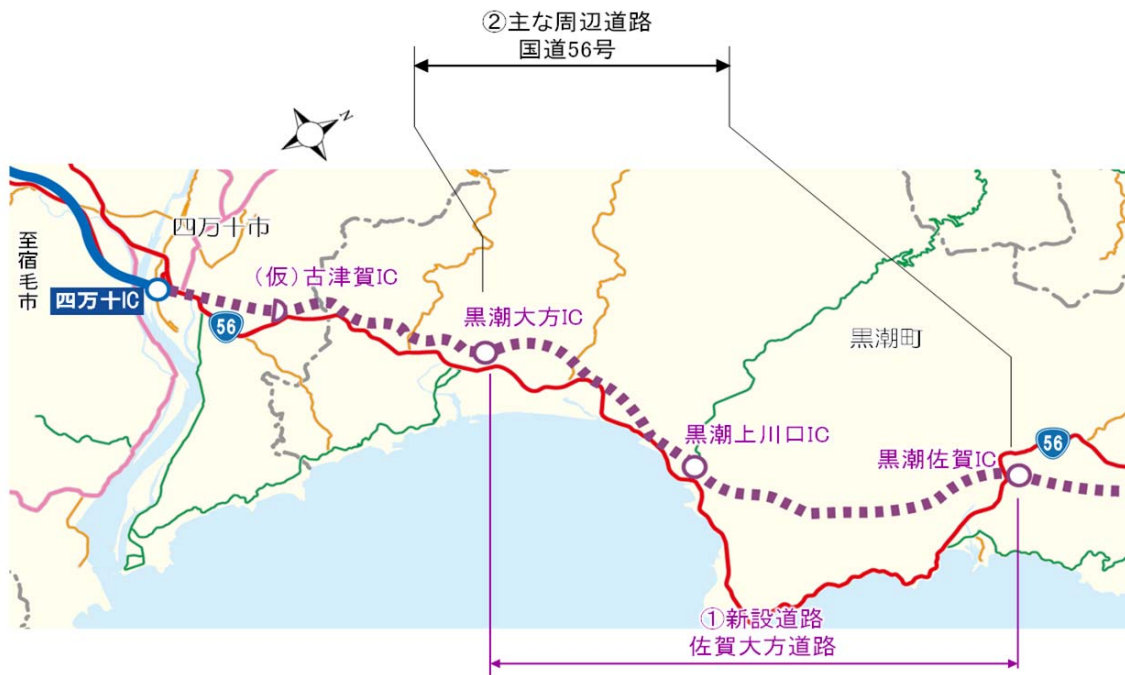 ②主な周辺道路
国道56号
N
四万十市
至宿毛市
四万十IC
(仮)古津賀IC
56
黒潮大方IC
黒潮町
黒潮上川口IC
黒潮佐賀IC
56
①新設道路
佐賀大方道路